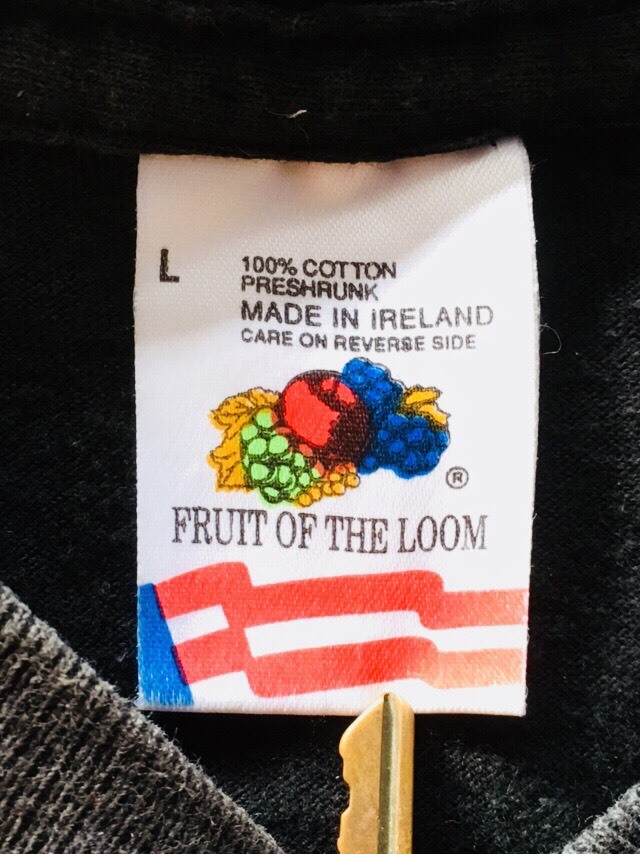 L
100% COTTON
PRESHRUNK
MADE IN IRELAND
CARE ON REVERSE SIDE
®
FRUIT OF THE LOOM